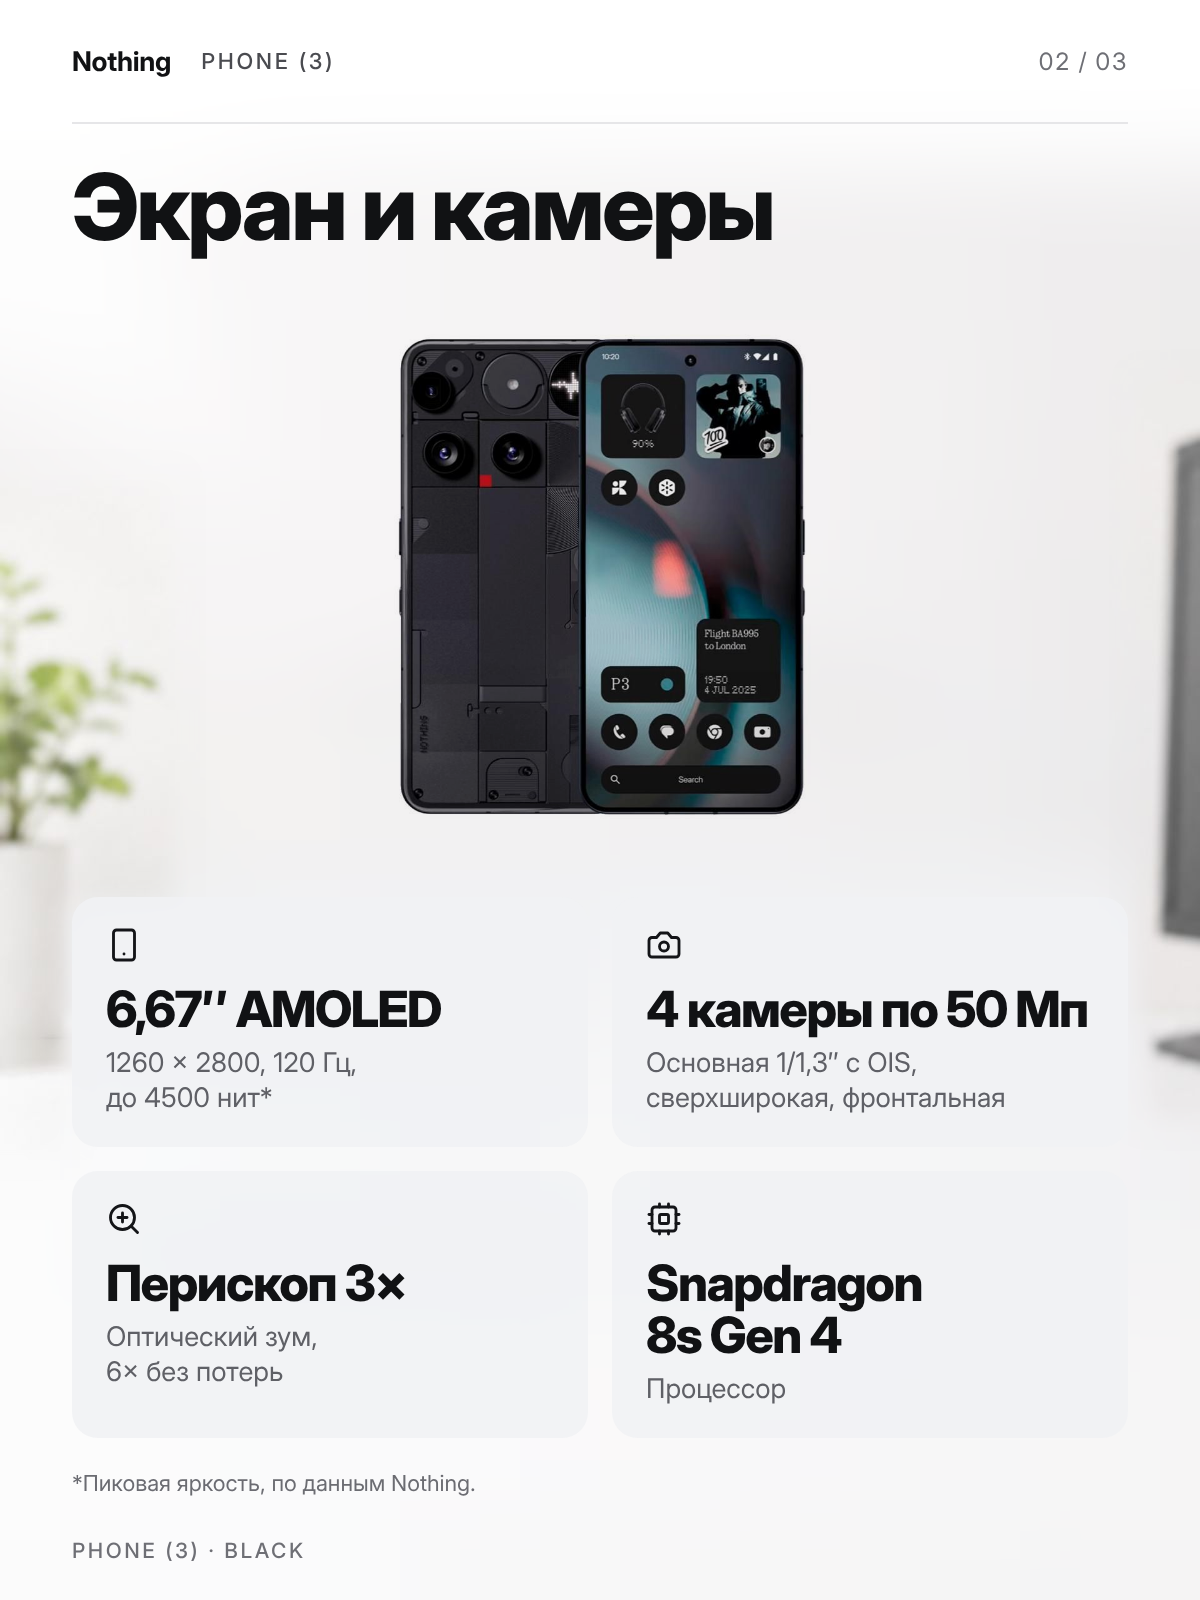 Nothing PHONE (3) 02 / 03
Экран и камеры
10:20
90%
100
Flight BA995
to London
19:50
4 JUL 2025
P3
Search
NOTHING
6,67″ AMOLED
1260 × 2800, 120 Гц,
до 4500 нит*
4 камеры по 50 Мп
Основная 1/1,3″ с OIS,
сверхширокая, фронтальная
Перископ 3×
Оптический зум,
6× без потерь
Snapdragon
8s Gen 4
Процессор
*Пиковая яркость, по данным Nothing.
PHONE (3) · BLACK